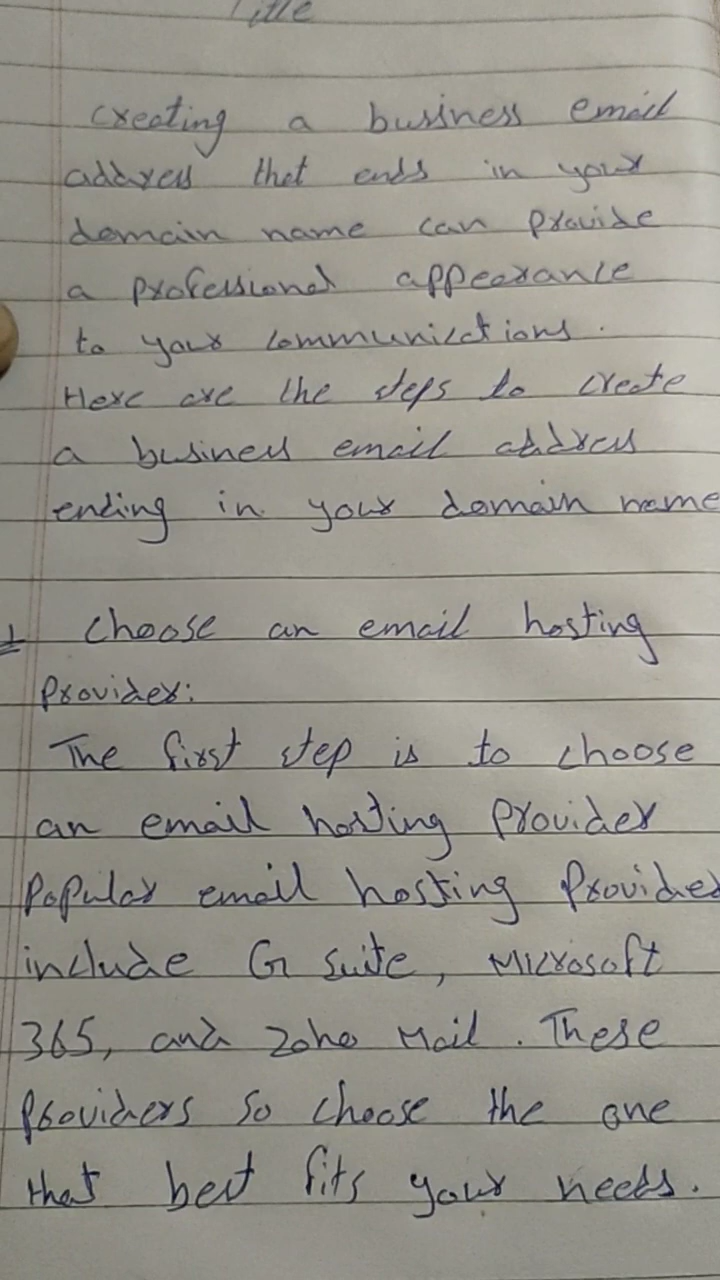 Title
creating a business email
address that ends in your
domain name can provide
a professional appearance
to your communictions.
Here are the steps to create
a business email address
ending in your domain name
1 choose an email hosting
Provider:
The first step is to choose
an email hosting provider
Popular email hosting Provider
include G suite, Microsoft
365, and Zoho Mail. These
Providers so choose the one
that best fits your needs.